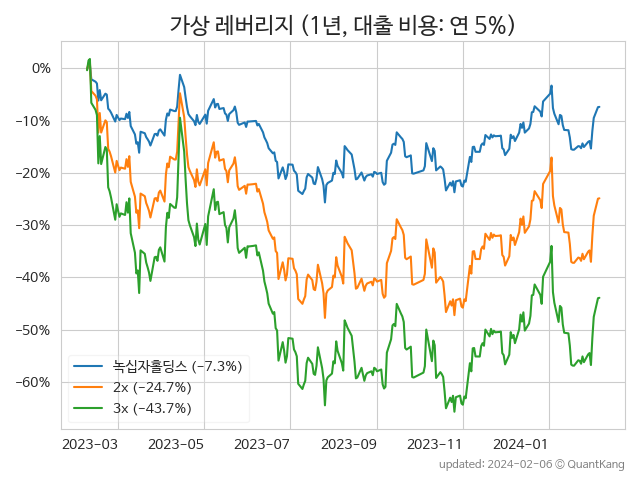 가상 레버리지 (1년, 대출 비용: 연 5%)
0%
−10%
−20%
−30%
−40%
−50%
−60%
녹십자홀딩스 (−7.3%)
2x (−24.7%)
3x (−43.7%)
2023-03 2023-05 2023-07 2023-09 2023-11 2024-01
updated: 2024-02-06 © QuantKang